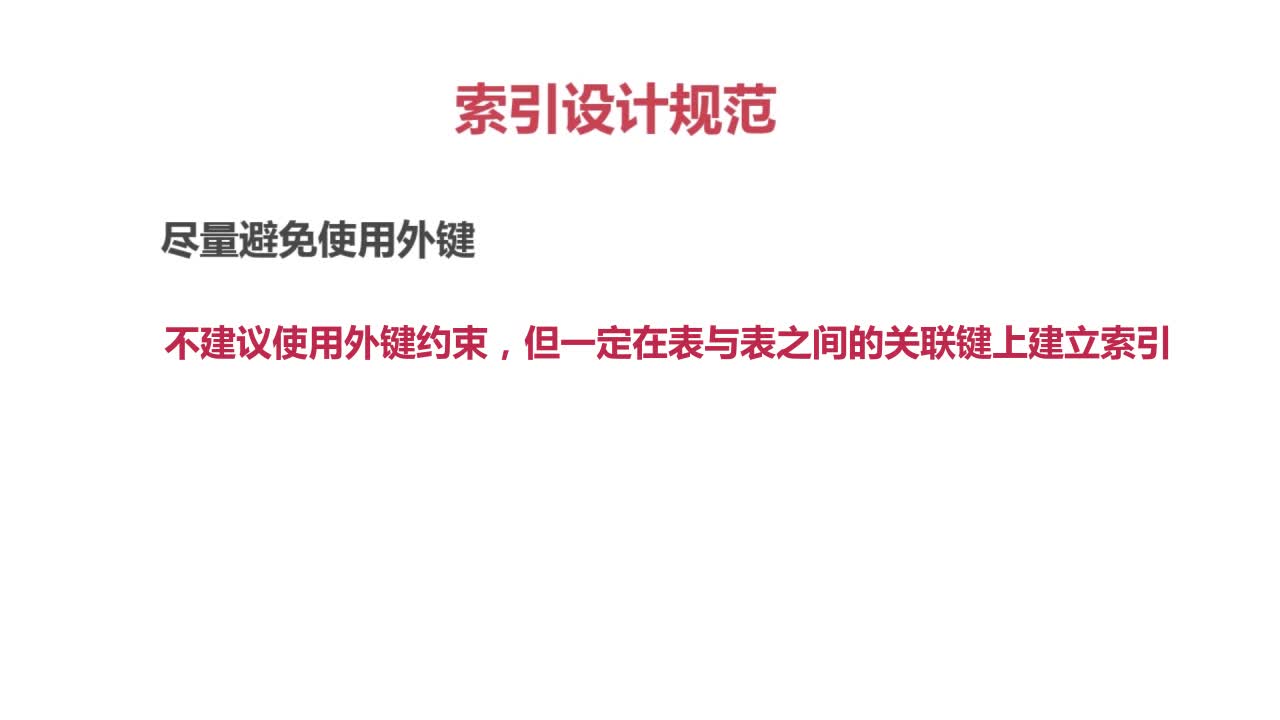 索引设计规范
尽量避免使用外键
不建议使用外键约束，但一定在表与表之间的关联键上建立索引